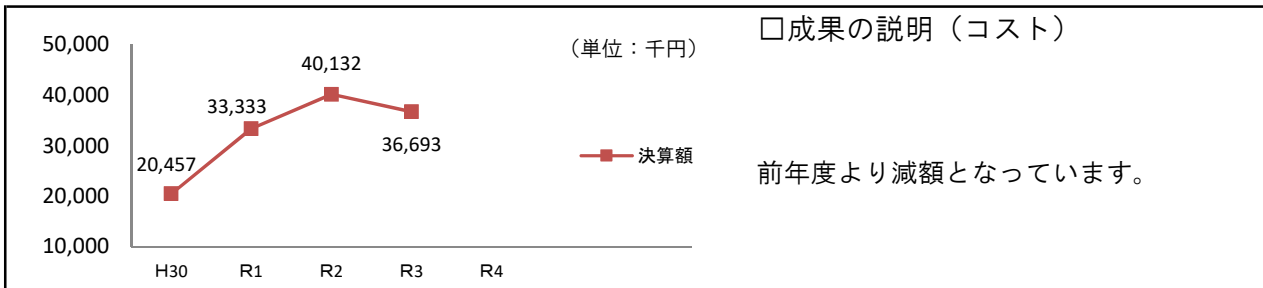 50,000
40,000
30,000
20,000
10,000
(単位：千円)
20,457
33,333
40,132
36,693
決算額
H30
R1
R2
R3
R4
□成果の説明（コスト）
前年度より減額となっています。